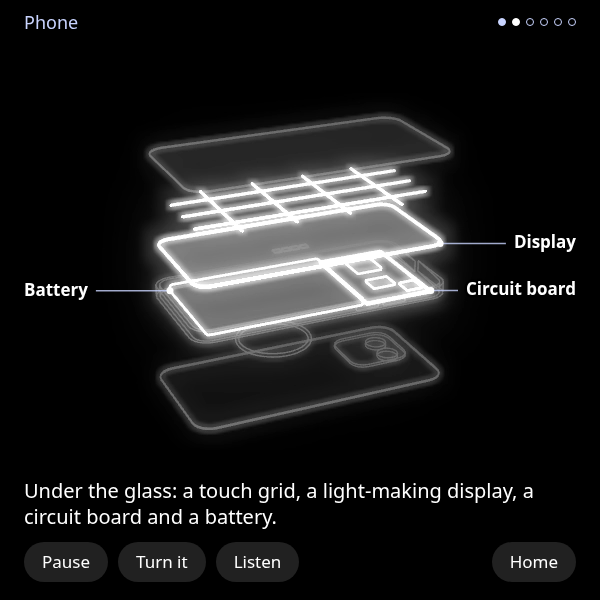 Phone
Display
Battery
Circuit board
Under the glass: a touch grid, a light-making display, a
circuit board and a battery.
Pause
Turn it
Listen
Home